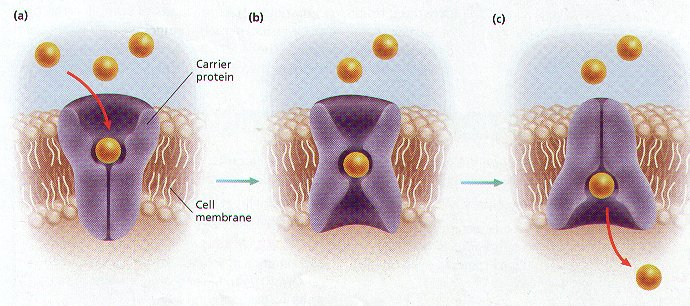 (a)
(b)
(c)
Carrier
protein
Cell
membrane